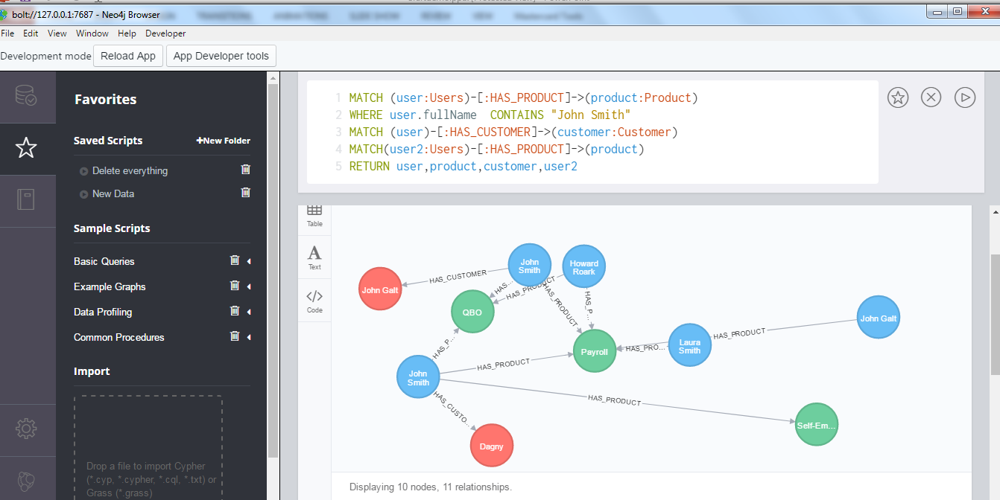 bolt://127.0.0.1:7687 - Neo4j Browser
File Edit View Window Help Developer
Development mode Reload App App Developer tools
Favorites
Saved Scripts
+New Folder
Delete everything
New Data
Sample Scripts
Basic Queries
Example Graphs
Data Profiling
Common Procedures
Import
Drop a file to import Cypher
(*.cyp, *.cypher, *.cql, *.txt) or
Grass (*.grass)
1 MATCH (user:Users)-[:HAS_PRODUCT]->(product:Product)
2 WHERE user.fullName  CONTAINS "John Smith"
3 MATCH (user)-[:HAS_CUSTOMER]->(customer:Customer)
4 MATCH(user2:Users)-[:HAS_PRODUCT]->(product)
5 RETURN user,product,customer,user2
Table
A
Text
</>
Code
John
Smith
Howard
Roark
HAS_CUSTOMER
John Galt
HAS...
HAS_PRODUCT
HAS_PRODUCT
HAS_P...
QBO
John Galt
HAS_PRODUCT
Laura
Smith
HAS_PRO...
Payroll
HAS_P...
HAS_PRODUCT
John
Smith
HAS_PRODUCT
HAS_CUSTO...
Self-Em...
Dagny
Displaying 10 nodes, 11 relationships.